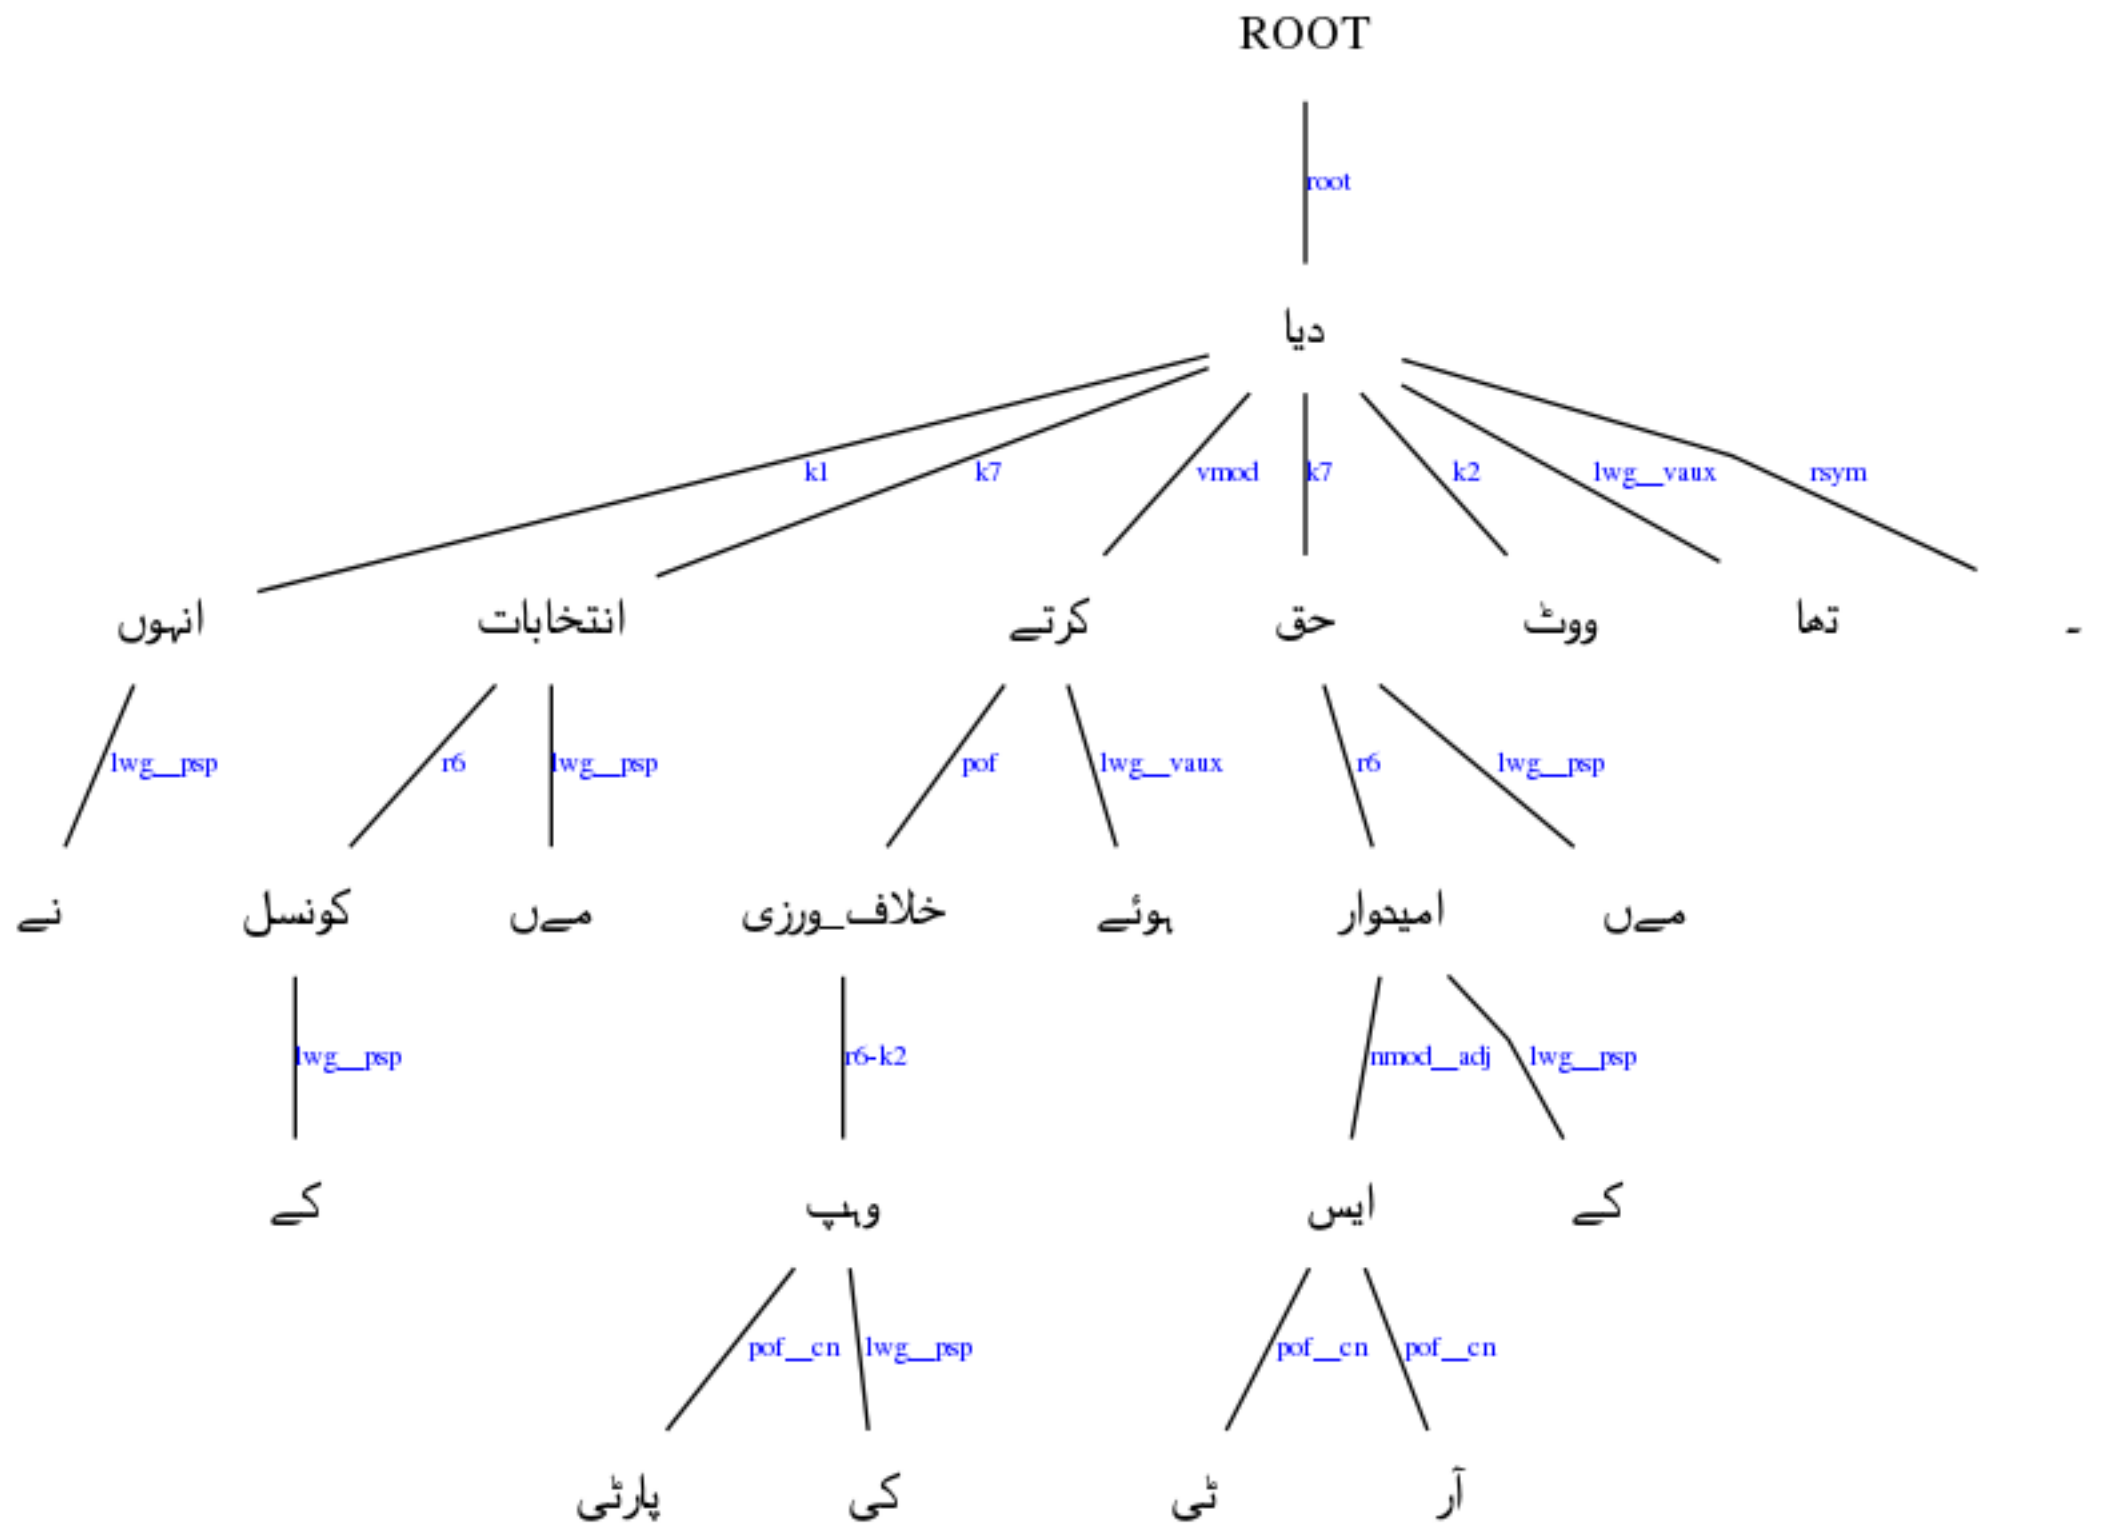 ROOT
root
دیا
k1 k7 vmod k7 k2 lwg__vaux rsym
انہوں انتخابات کرتے حق ووٹ تھا ۔
lwg__psp r6 lwg__psp pof lwg__vaux r6 lwg__psp
نے کونسل مےں خلاف_ورزی ہوئے امیدوار مےں
lwg__psp r6-k2 nmod__adj lwg__psp
کے وہپ ایس کے
pof__cn lwg__psp pof__cn pof__cn
پارٹی کی ٹی آر